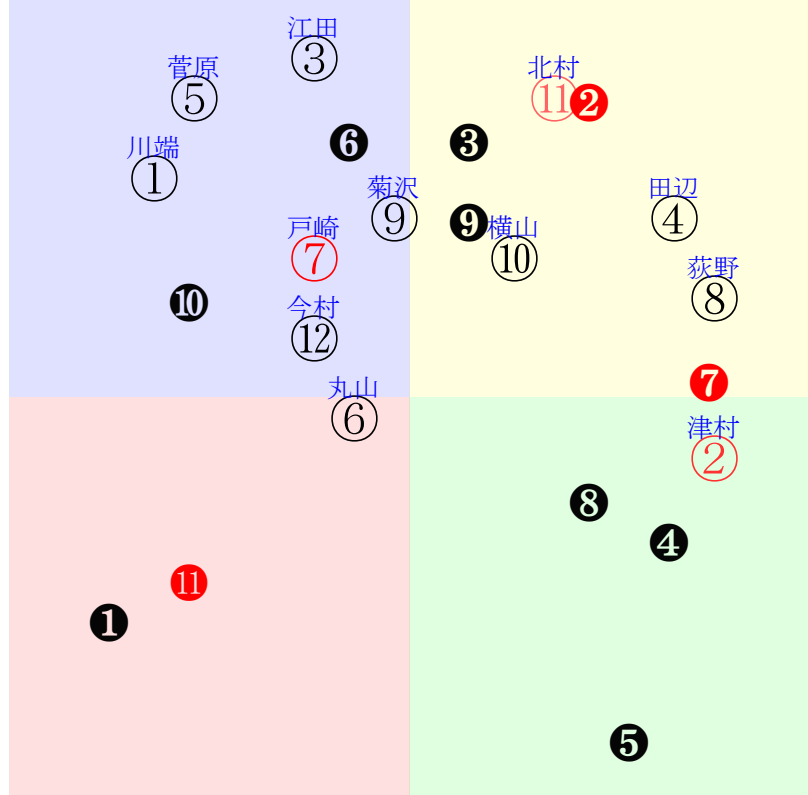 江田
③
菅原
⑤
北村
⑪
❷
❻
❸
川端
①
菊沢
⑨
❾
田辺
④
戸崎
⑦
横山
⑩
荻野
⑧
❿
今村
⑫
丸山
⑥
❼
津村
②
❽
❹
⓫
❶
❺